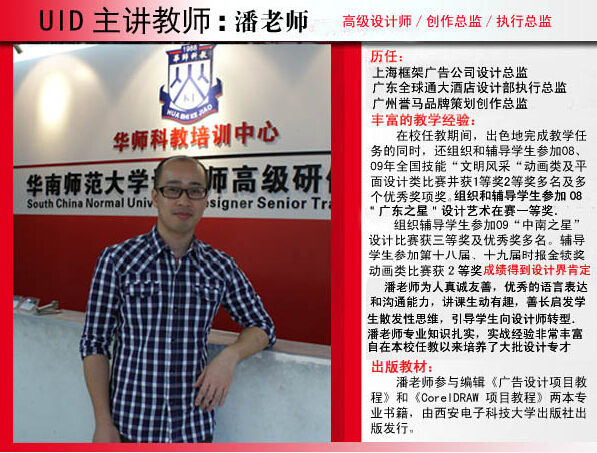 UID 主讲教师：潘老师
高级设计师 / 创作总监 / 执行总监
1988
华师科教
HUA SHI KE JIAO
华师科教培训中心
华南师范大学
师高级研修
South China Normal Univer
esigner Senior Tra
历任：
上海框架广告公司设计总监
广东全球通大酒店设计部执行总监
广州誉马品牌策划创作总监
丰富的教学经验：
在校任教期间，出色地完成教学任
务的同时，还组织和辅导学生参加08、
09年全国技能“文明风采“动画类及平
面设计类比赛并获1等奖2等奖多名及多
个优秀奖项奖。组织和辅导学生参加 08
"广东之星"设计艺术在赛一等奖．
组织辅导学生参加09“中南之星”
设计比赛获三等奖及优秀奖多名。辅导
学生参加第十八届、十九届时报金犊奖
动画类比赛获 2 等奖成绩得到设计界肯定
潘老师为人真诚友善，优秀的语言表达
和沟通能力，讲课生动有趣，善长启发学
生散发性思维，引导学生向设计师转型．
潘老师专业知识扎实，实战经验非常丰富
自在本校任教以来培养了大批设计专才
出版教材：
潘老师参与编辑《广告设计项目教
程》和《CorelDRAW 项目教程》两本专
业书籍，由西安电子科技大学出版社出
版发行。